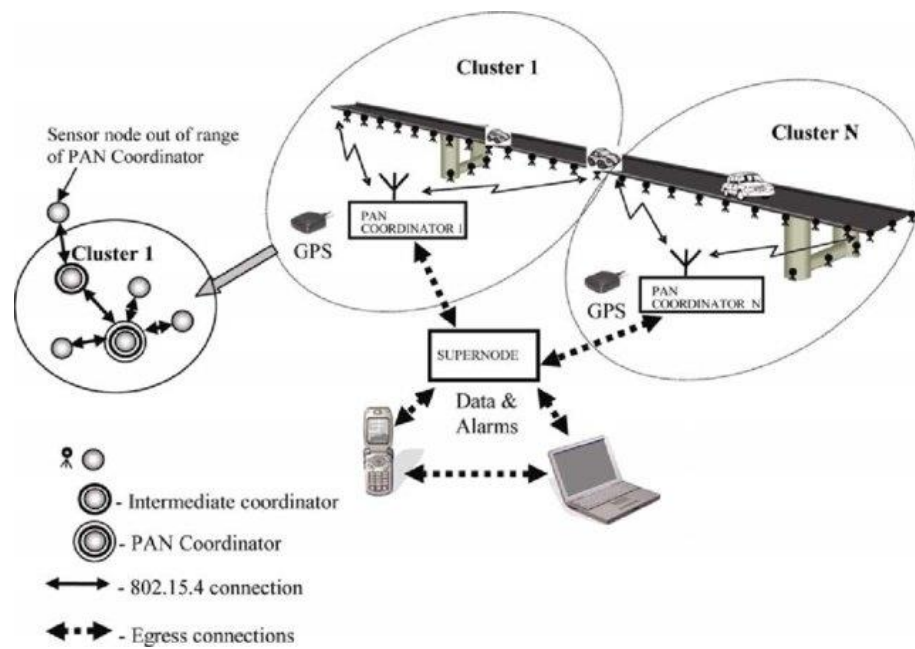 Cluster 1
Cluster N
Sensor node out of range
of PAN Coordinator
Cluster 1
PAN
COORDINATOR 1
GPS
PAN
COORDINATOR N
GPS
SUPERNODE
Data &
Alarms
- Intermediate coordinator
- PAN Coordinator
- 802.15.4 connection
- Egress connections